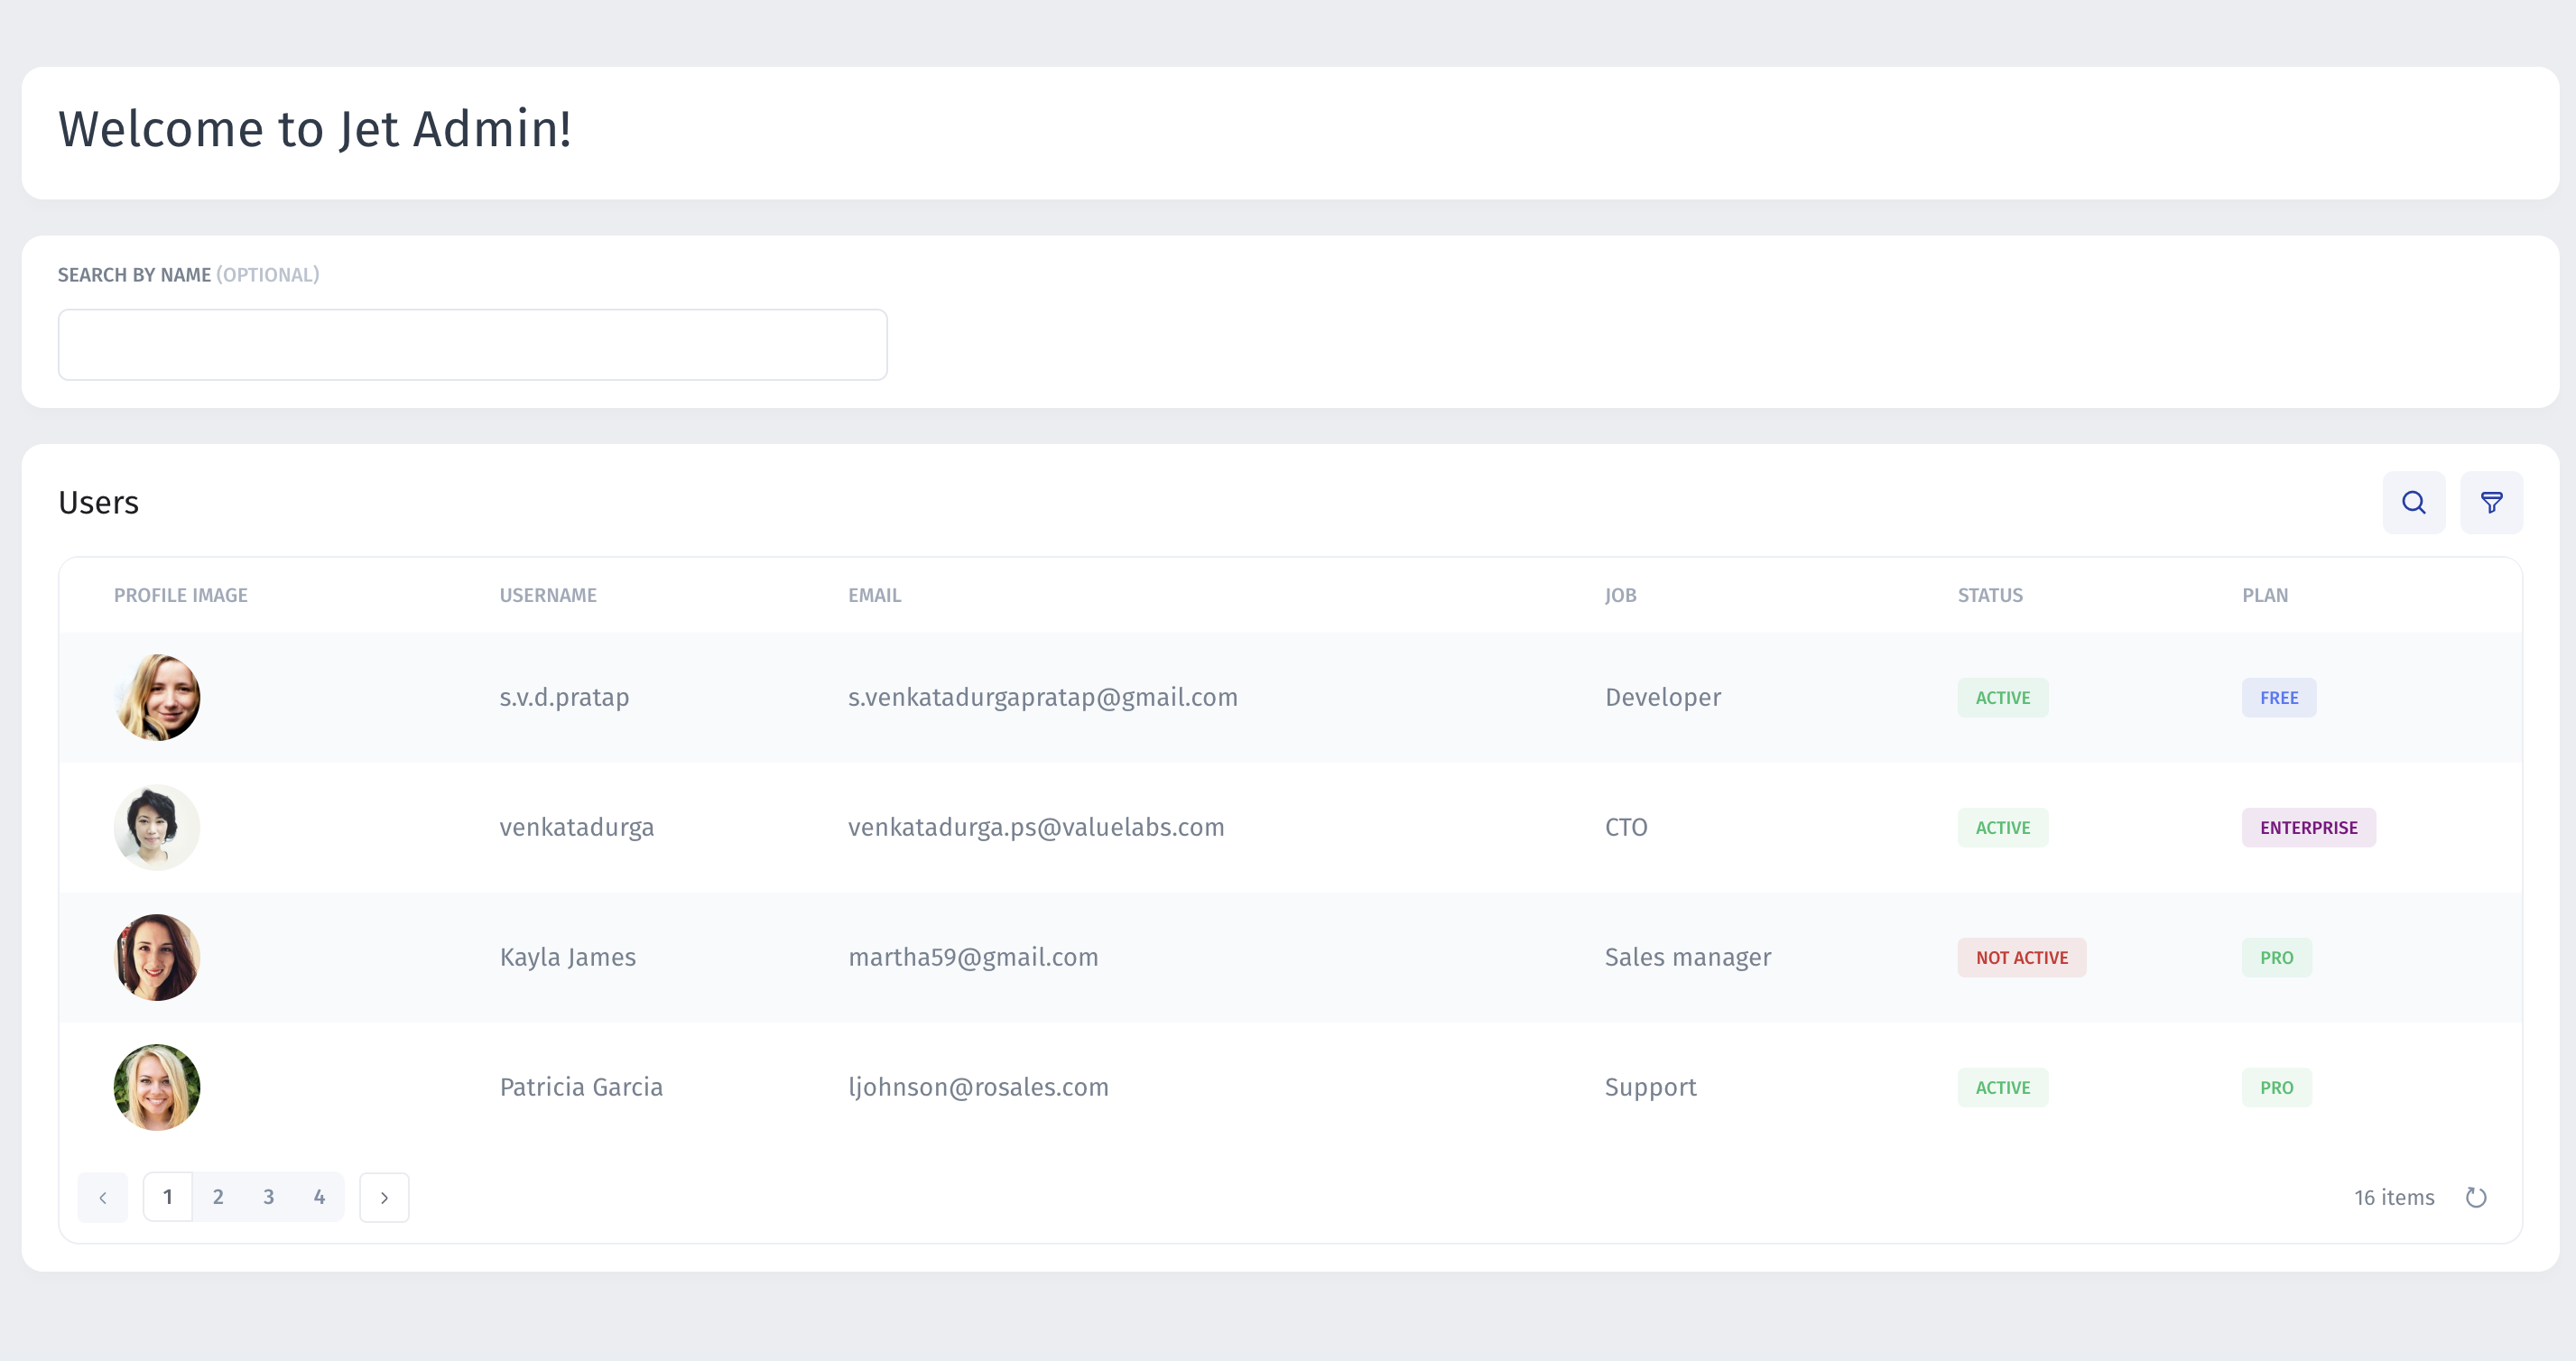 Welcome to Jet Admin!
SEARCH BY NAME (OPTIONAL)
Users
PROFILE IMAGE USERNAME EMAIL JOB STATUS PLAN
s.v.d.pratap s.venkatadurgapratap@gmail.com Developer ACTIVE FREE
venkatadurga venkatadurga.ps@valuelabs.com CTO ACTIVE ENTERPRISE
Kayla James martha59@gmail.com Sales manager NOT ACTIVE PRO
Patricia Garcia ljohnson@rosales.com Support ACTIVE PRO
1 2 3 4 16 items